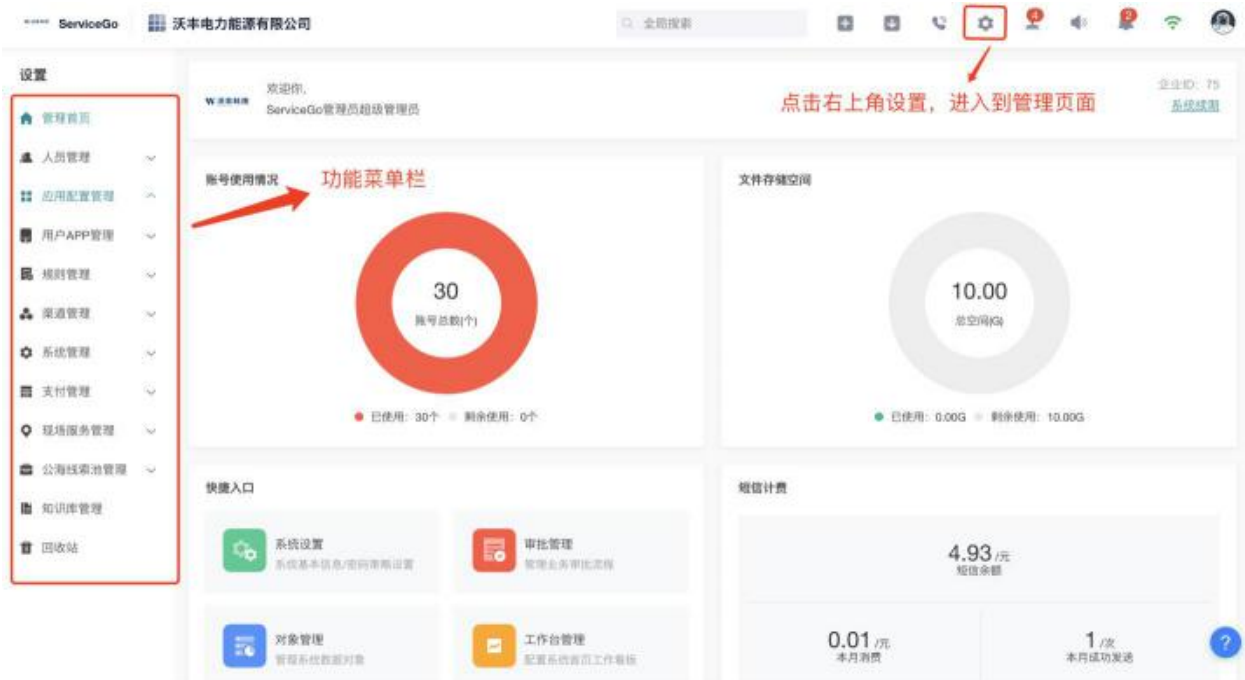 ServiceGo
沃丰电力能源有限公司
全局搜索
4
2
点击右上角设置，进入到管理页面
设置
管理首页
人员管理
应用配置管理
用户APP管理
规则管理
渠道管理
系统管理
支付管理
现场服务管理
公海线索池管理
知识库管理
回收站
功能菜单栏
W 沃丰科技
欢迎你,
ServiceGo管理员超级管理员
企业ID: 75
系统续期
账号使用情况
30
账号总数(个)
已使用: 30个 剩余使用: 0个
文件存储空间
10.00
总空间(G)
已使用: 0.00G 剩余使用: 10.00G
快捷入口
系统设置
系统基本信息/密码策略设置
审批管理
管理业务审批流程
对象管理
管理系统数据对象
工作台管理
配置系统首页工作看板
短信计费
4.93 /元
短信余额
0.01 /元
本月消费
1 /次
本月成功发送
?